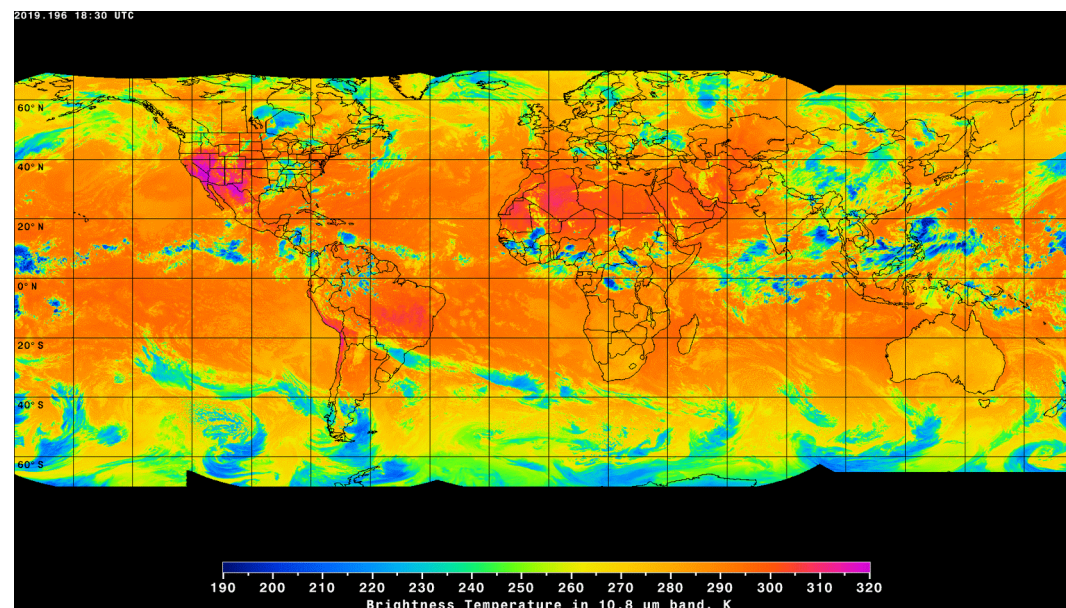 2019.196 18:30 UTC
60° N
40° N
20° N
0° N
20° S
40° S
60° S
190 200 210 220 230 240 250 260 270 280 290 300 310 320
Brightness Temperature in 10.8 um band, K